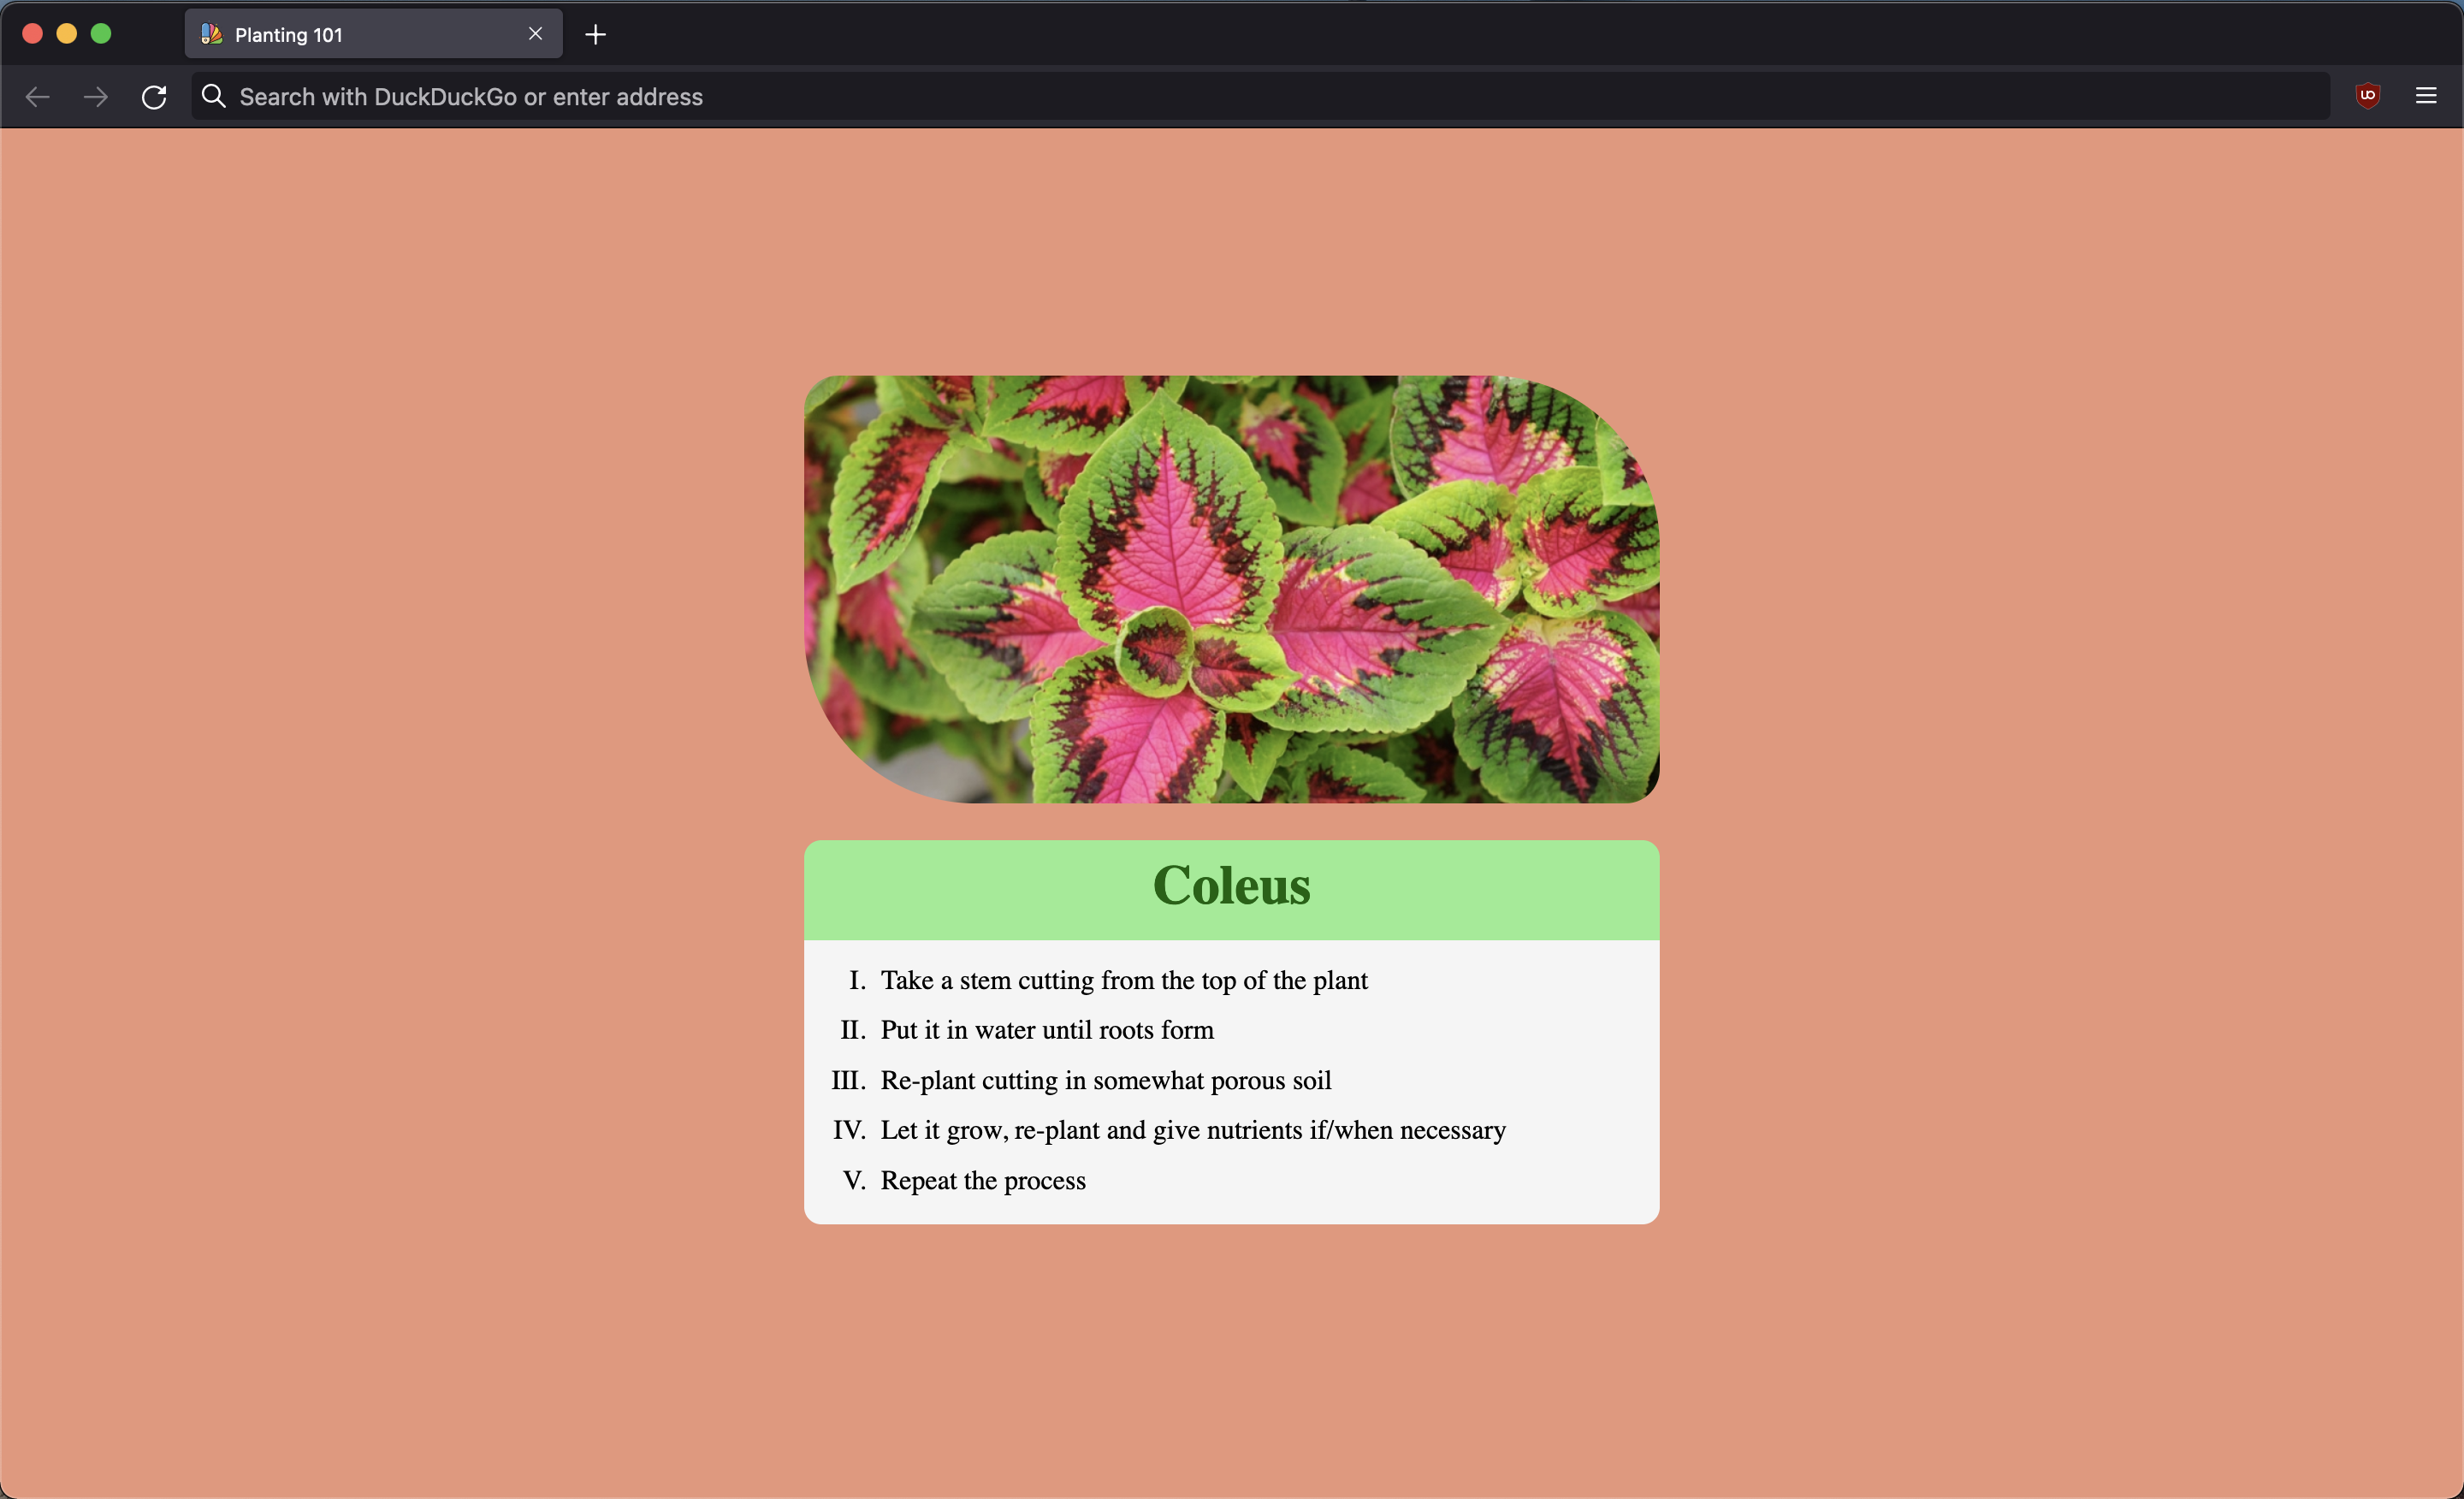 Planting 101
Search with DuckDuckGo or enter address
uo
Coleus
I. Take a stem cutting from the top of the plant
II. Put it in water until roots form
III. Re-plant cutting in somewhat porous soil
IV. Let it grow, re-plant and give nutrients if/when necessary
V. Repeat the process